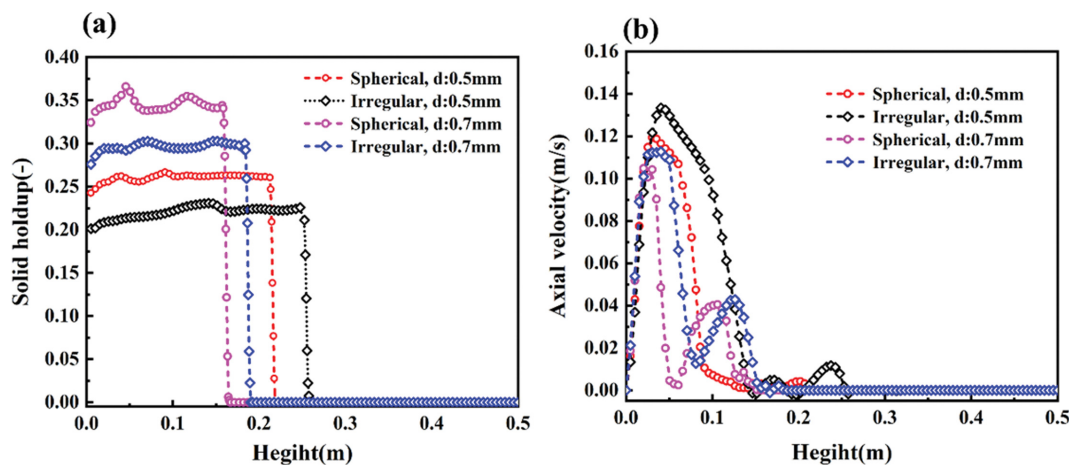 (a)
0.40
0.35
0.30
0.25
0.20
0.15
0.10
0.05
0.00
Solid holdup(-)
Spherical, d:0.5mm
Irregular, d:0.5mm
Spherical, d:0.7mm
Irregular, d:0.7mm
0.0 0.1 0.2 0.3 0.4 0.5
Hegiht(m)
(b)
0.16
0.14
0.12
0.10
0.08
0.06
0.04
0.02
0.00
Axial velocity(m/s)
Spherical, d:0.5mm
Irregular, d:0.5mm
Spherical, d:0.7mm
Irregular, d:0.7mm
0.0 0.1 0.2 0.3 0.4 0.5
Hegiht(m)